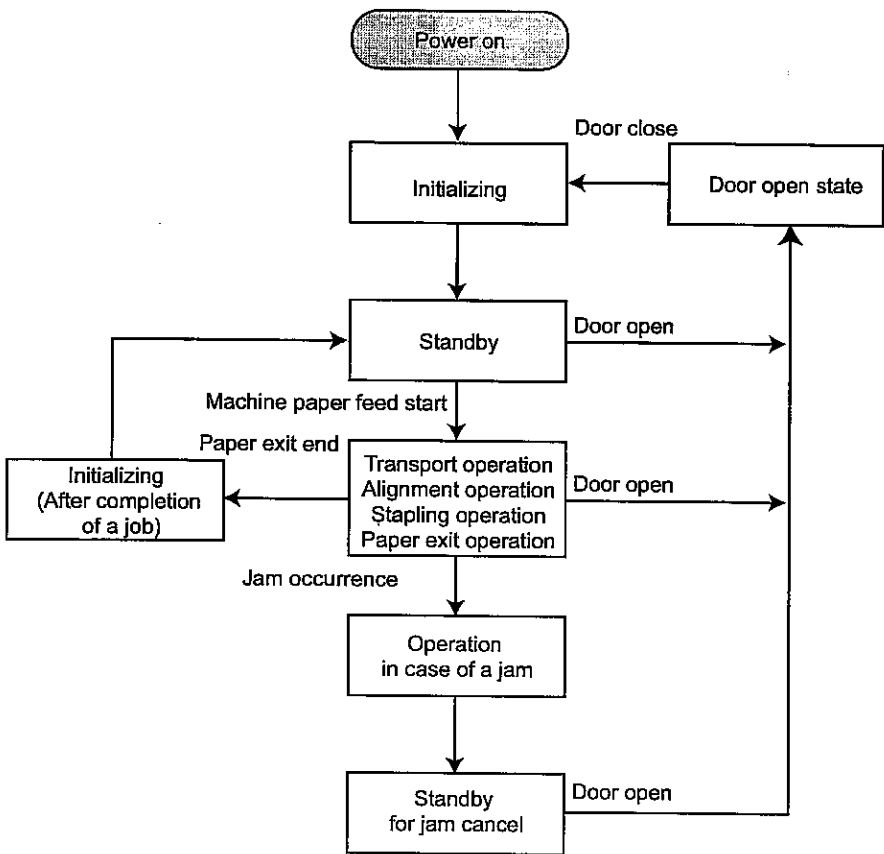 Power on
Door close
Initializing
Door open state
Standby
Door open
Machine paper feed start
Paper exit end
Initializing
(After completion
of a job)
Transport operation
Alignment operation
Stapling operation
Paper exit operation
Door open
Jam occurrence
Operation
in case of a jam
Standby
for jam cancel
Door open